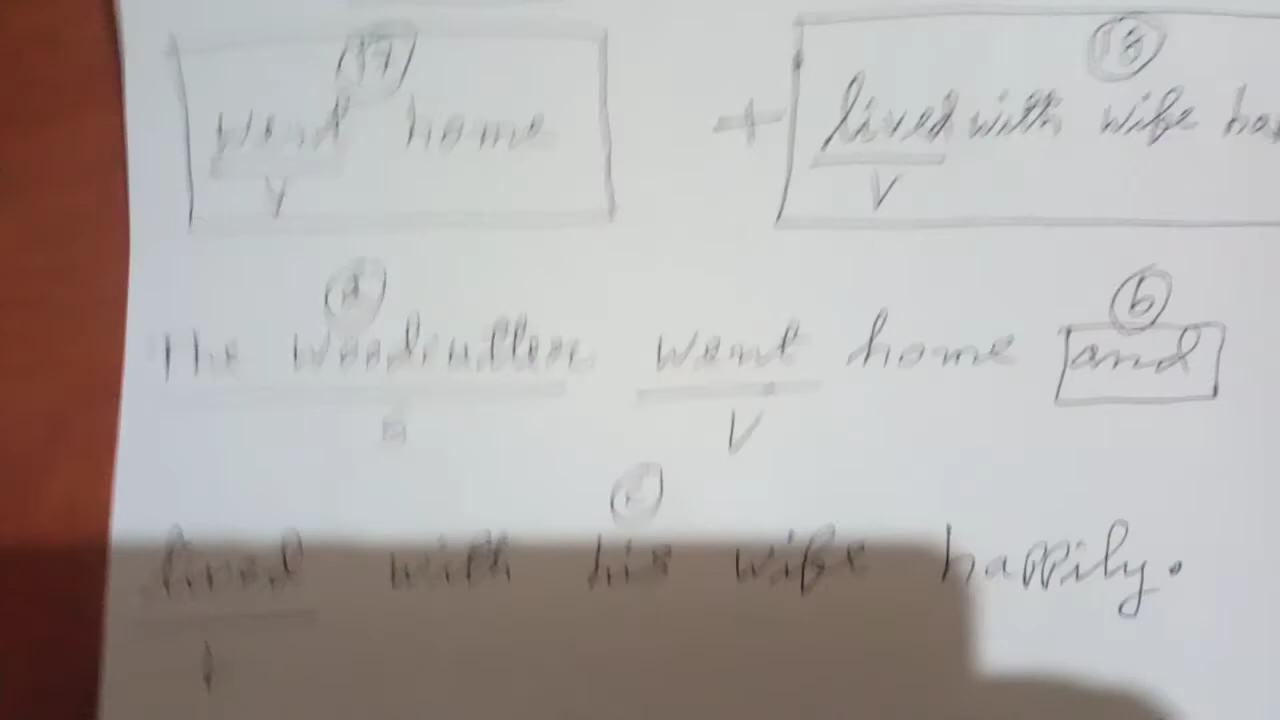 17 18
went home + lived with wife
V V
a b
The woodcutter went home and
S V
c
lived with his wife happily.